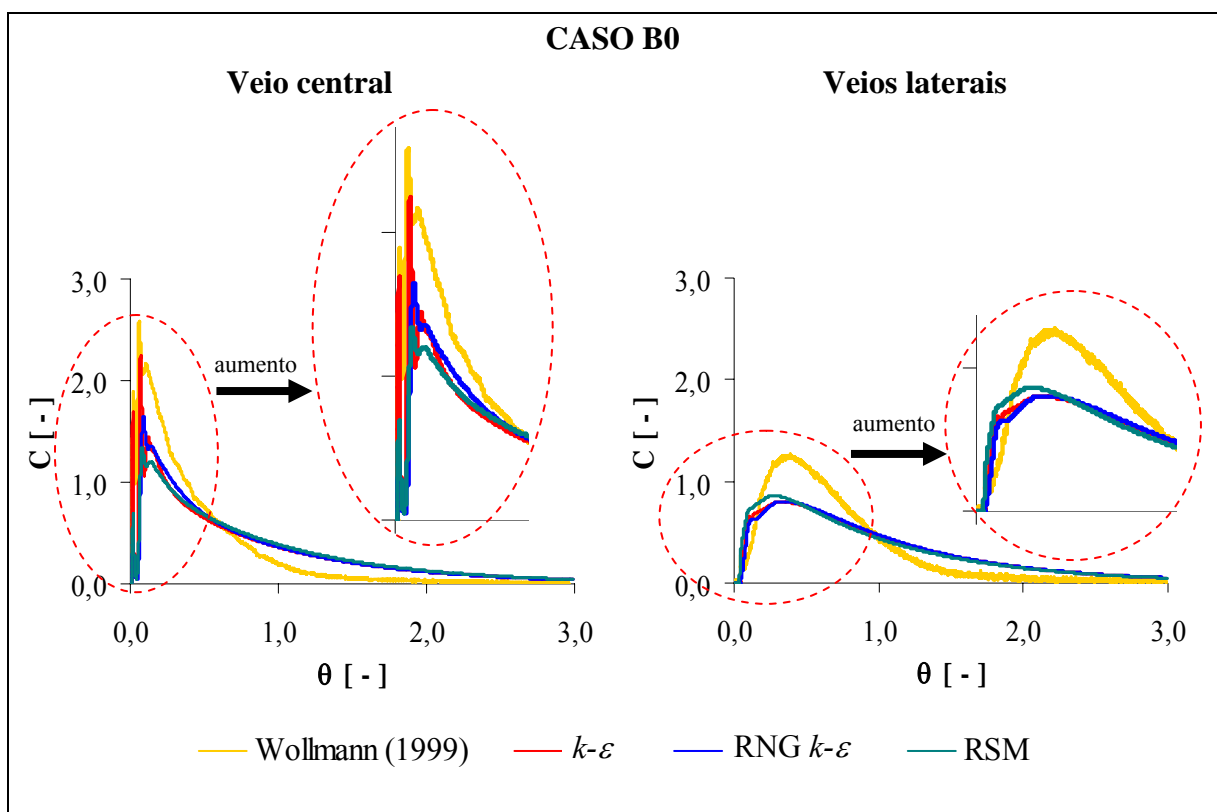 CASO B0
Veio central
Veios laterais
aumento
3,0
2,0
1,0
0,0
C [ - ]
0,0 1,0 2,0 3,0
θ [ - ]
aumento
3,0
2,0
1,0
0,0
C [ - ]
0,0 1,0 2,0 3,0
θ [ - ]
Wollmann (1999) k-ε RNG k-ε RSM